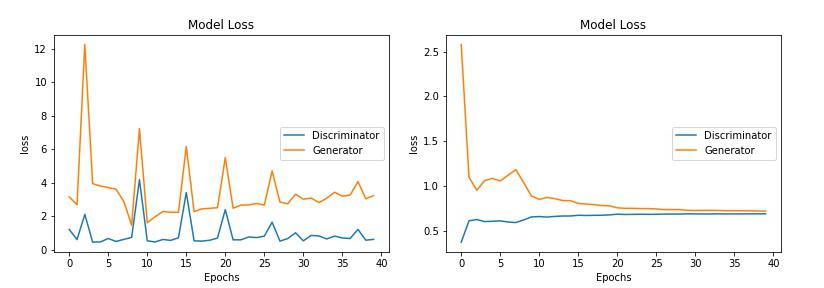 Model Loss
12
10
8
6
4
2
0
loss
0 5 10 15 20 25 30 35 40
Epochs
Discriminator
Generator
Model Loss
2.5
2.0
1.5
1.0
0.5
loss
0 5 10 15 20 25 30 35 40
Epochs
Discriminator
Generator